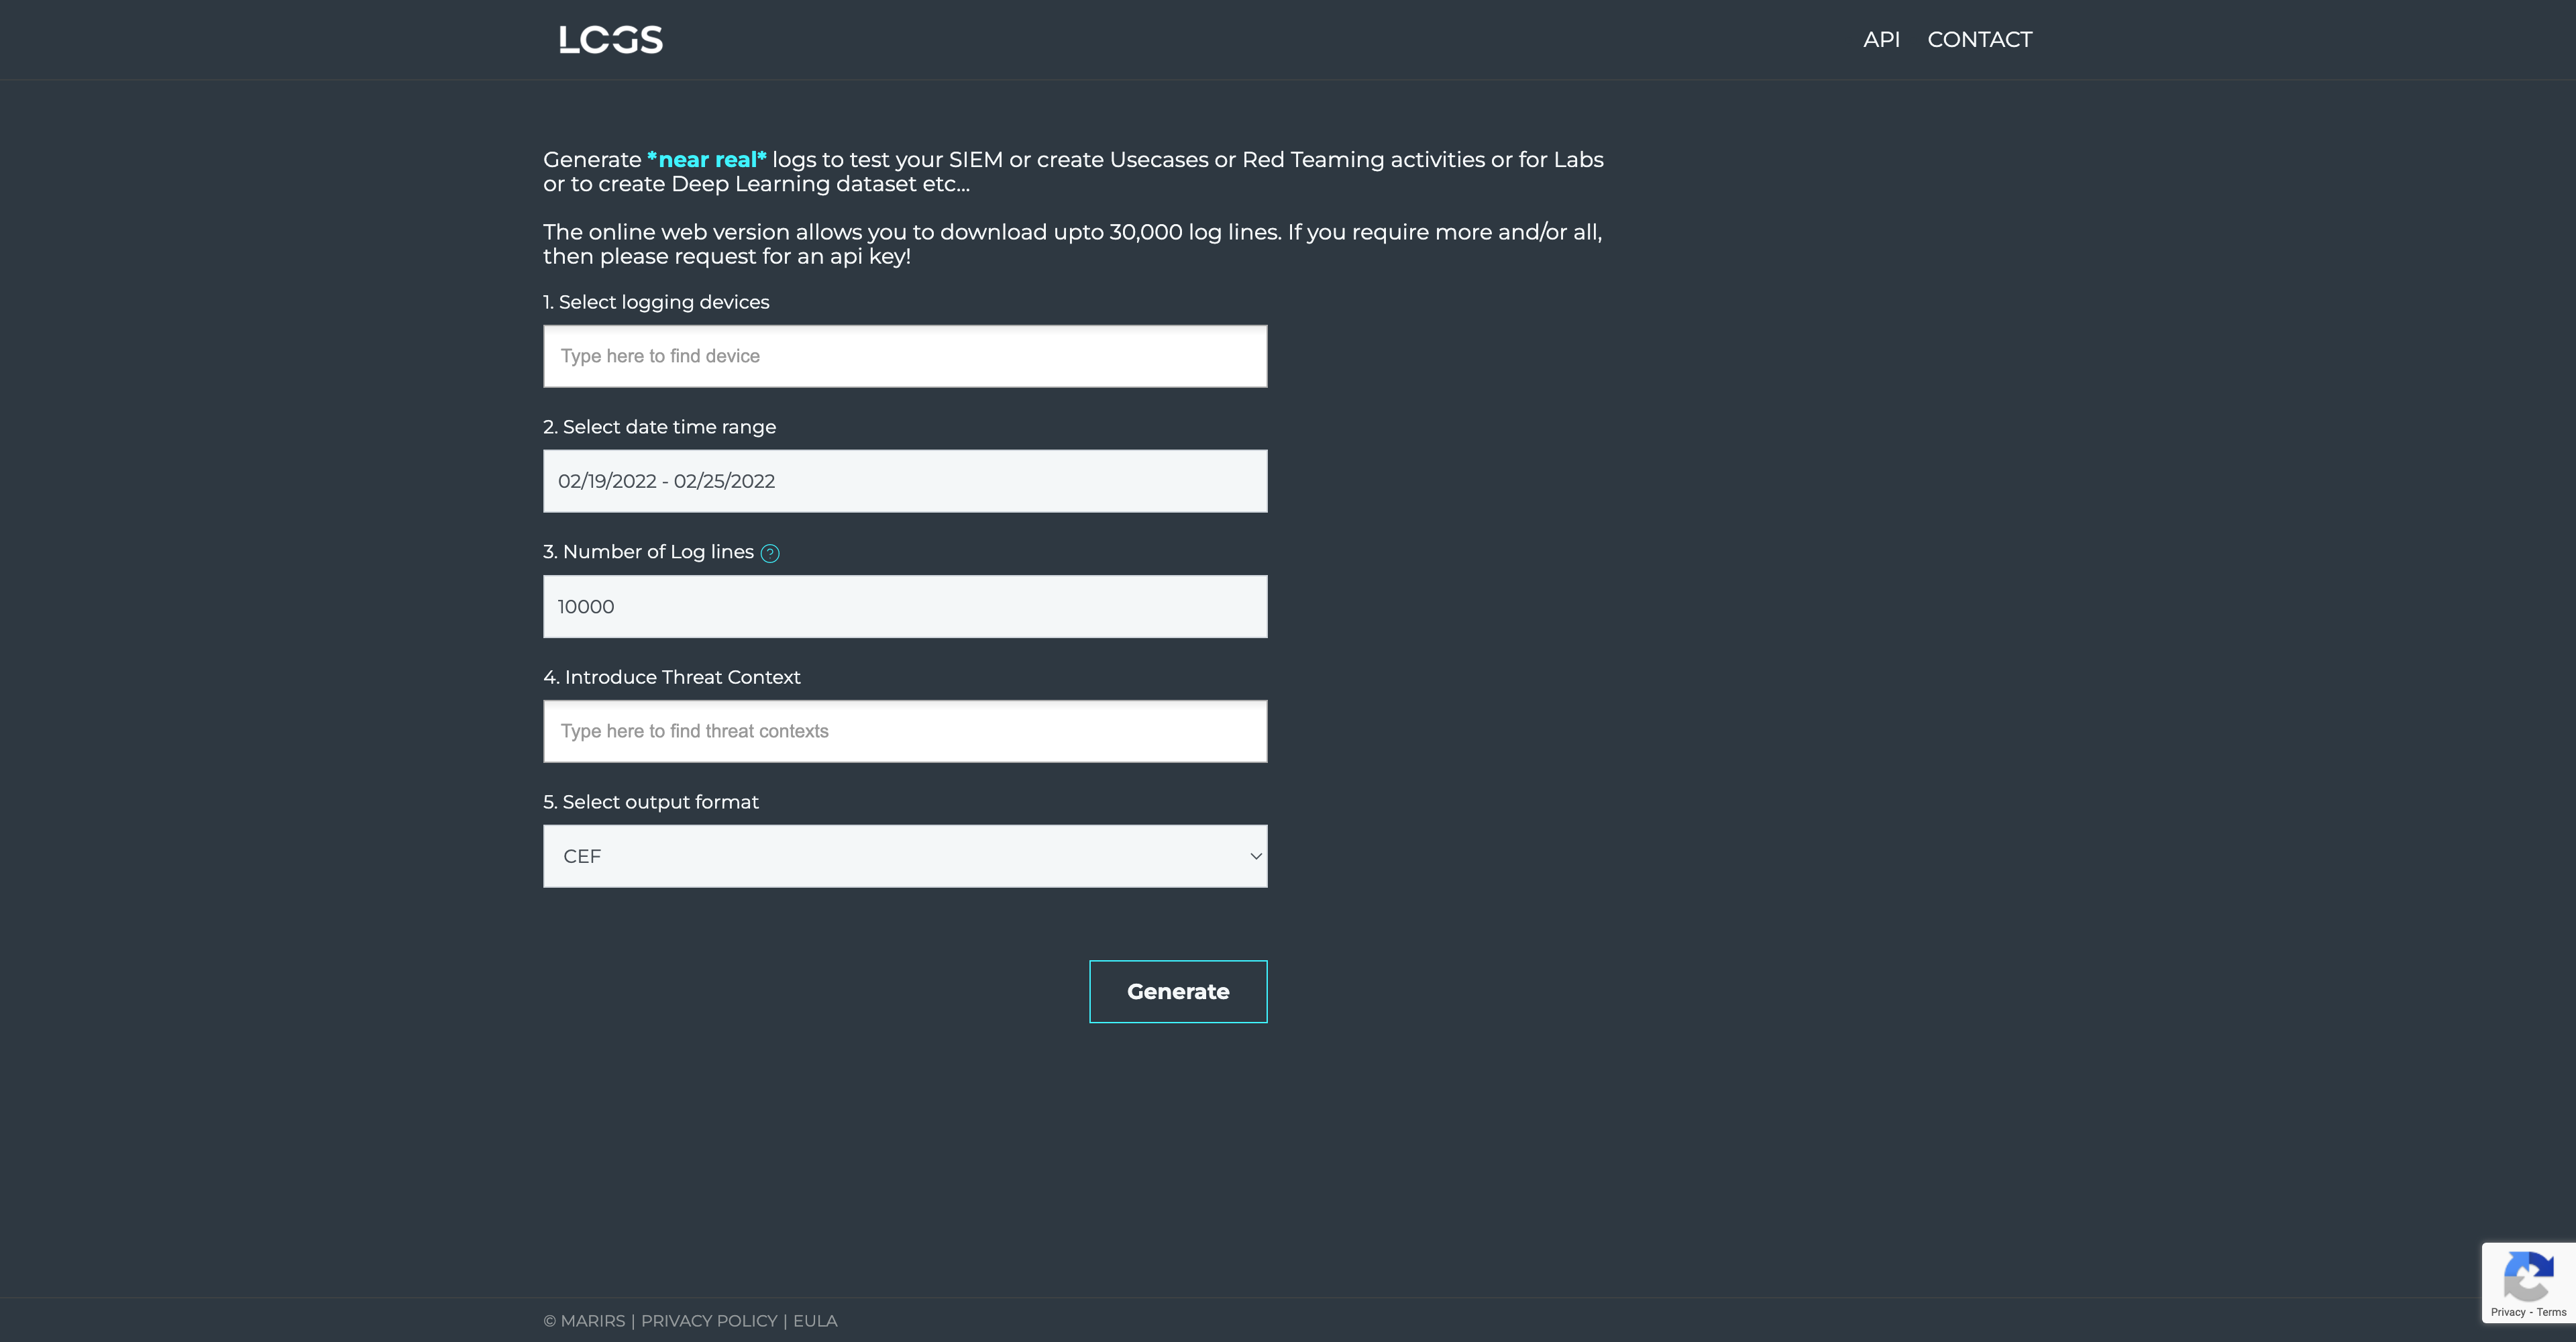 LOGS
API CONTACT
Generate *near real* logs to test your SIEM or create Usecases or Red Teaming activities or for Labs
or to create Deep Learning dataset etc...
The online web version allows you to download upto 30,000 log lines. If you require more and/or all,
then please request for an api key!
1. Select logging devices
Type here to find device
2. Select date time range
02/19/2022 - 02/25/2022
3. Number of Log lines ?
10000
4. Introduce Threat Context
Type here to find threat contexts
5. Select output format
CEF
Generate
Privacy - Terms
© MARIRS | PRIVACY POLICY | EULA